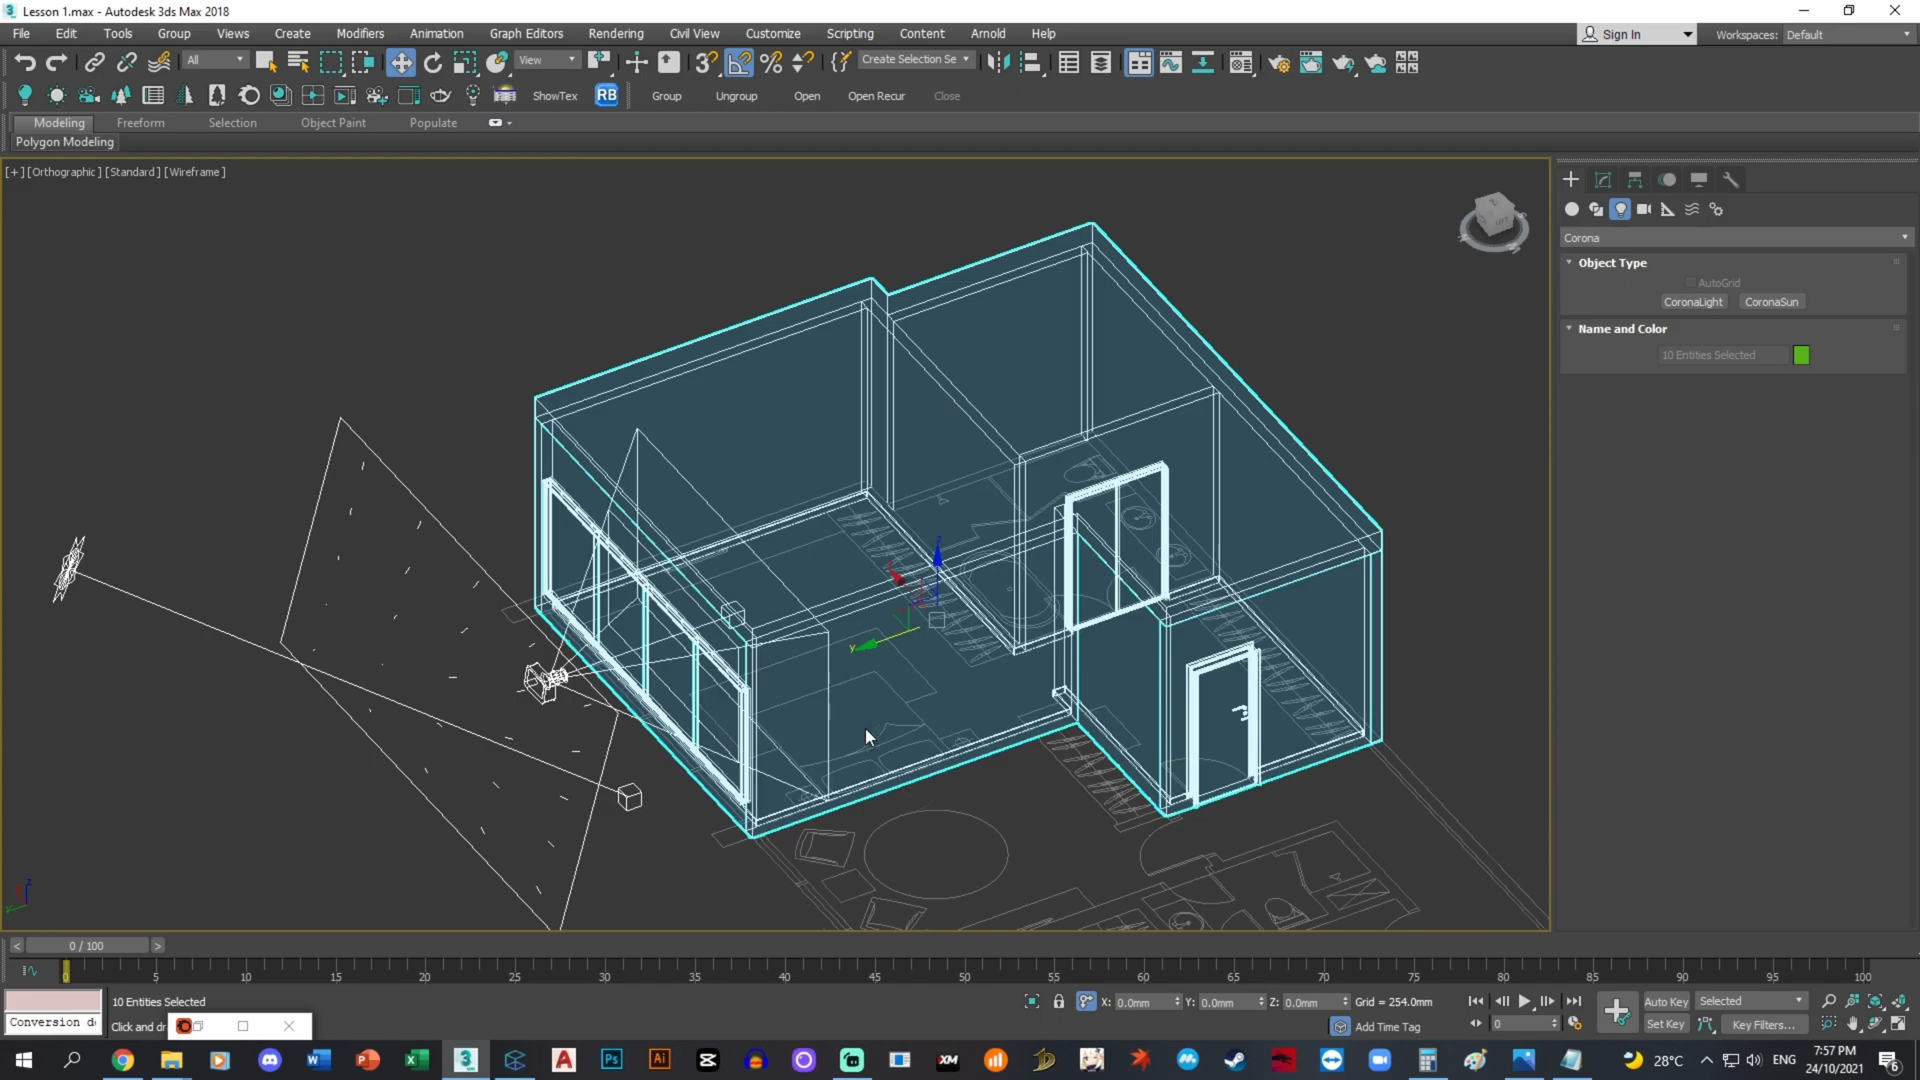 Lesson 1.max - Autodesk 3ds Max 2018
File Edit Tools Group Views Create Modifiers Animation Graph Editors Rendering Civil View Customize Scripting Content Arnold Help
Sign In Workspaces: Default
All View Create Selection Se
ShowTex RB Group Ungroup Open Open Recur Close
Modeling Freeform Selection Object Paint Populate
Polygon Modeling
[+] [Orthographic] [Standard] [Wireframe]
Corona
Object Type
AutoGrid
CoronaLight CoronaSun
Name and Color
10 Entities Selected
z
y
< 0 / 100 >
0 5 10 15 20 25 30 35 40 45 50 55 60 65 70 75 80 85 90 95 100
10 Entities Selected X: 0.0mm Y: 0.0mm Z: 0.0mm Grid = 254.0mm Auto Key Selected
Conversion d Click and dr Add Time Tag 0 Set Key Key Filters...
28°C ENG 7:57 PM
24/10/2021 6